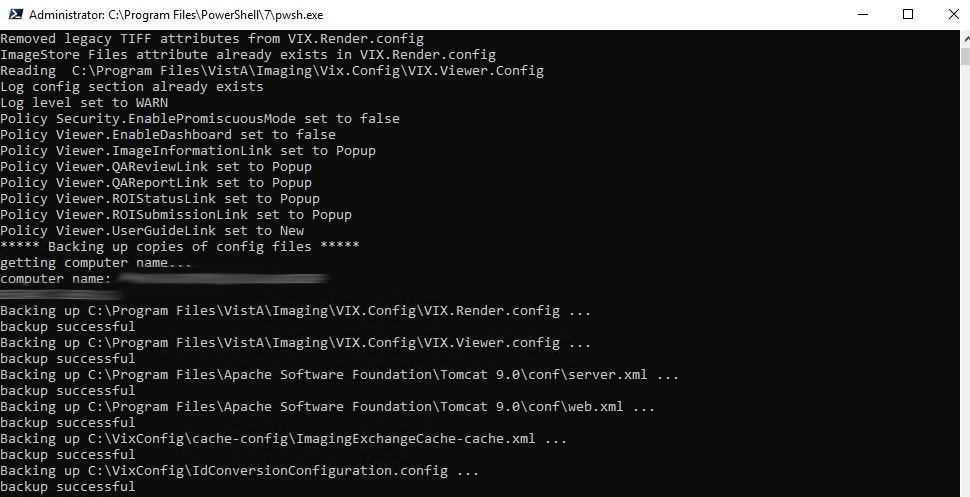 Administrator: C:\Program Files\PowerShell\7\pwsh.exe
Removed legacy TIFF attributes from VIX.Render.config
ImageStore Files attribute already exists in VIX.Render.config
Reading  C:\Program Files\VistA\Imaging\Vix.Config\VIX.Viewer.Config
Log config section already exists
Log level set to WARN
Policy Security.EnablePromiscuousMode set to false
Policy Viewer.EnableDashboard set to false
Policy Viewer.ImageInformationLink set to Popup
Policy Viewer.QAReviewLink set to Popup
Policy Viewer.QAReportLink set to Popup
Policy Viewer.ROIStatusLink set to Popup
Policy Viewer.ROISubmissionLink set to Popup
Policy Viewer.UserGuideLink set to New
***** Backing up copies of config files *****
getting computer name...
computer name:
Backing up C:\Program Files\VistA\Imaging\VIX.Config\VIX.Render.config ...
backup successful
Backing up C:\Program Files\VistA\Imaging\VIX.Config\VIX.Viewer.config ...
backup successful
Backing up C:\Program Files\Apache Software Foundation\Tomcat 9.0\conf\server.xml ...
backup successful
Backing up C:\Program Files\Apache Software Foundation\Tomcat 9.0\conf\web.xml ...
backup successful
Backing up C:\VixConfig\cache-config\ImagingExchangeCache-cache.xml ...
backup successful
Backing up C:\VixConfig\IdConversionConfiguration.config ...
backup successful